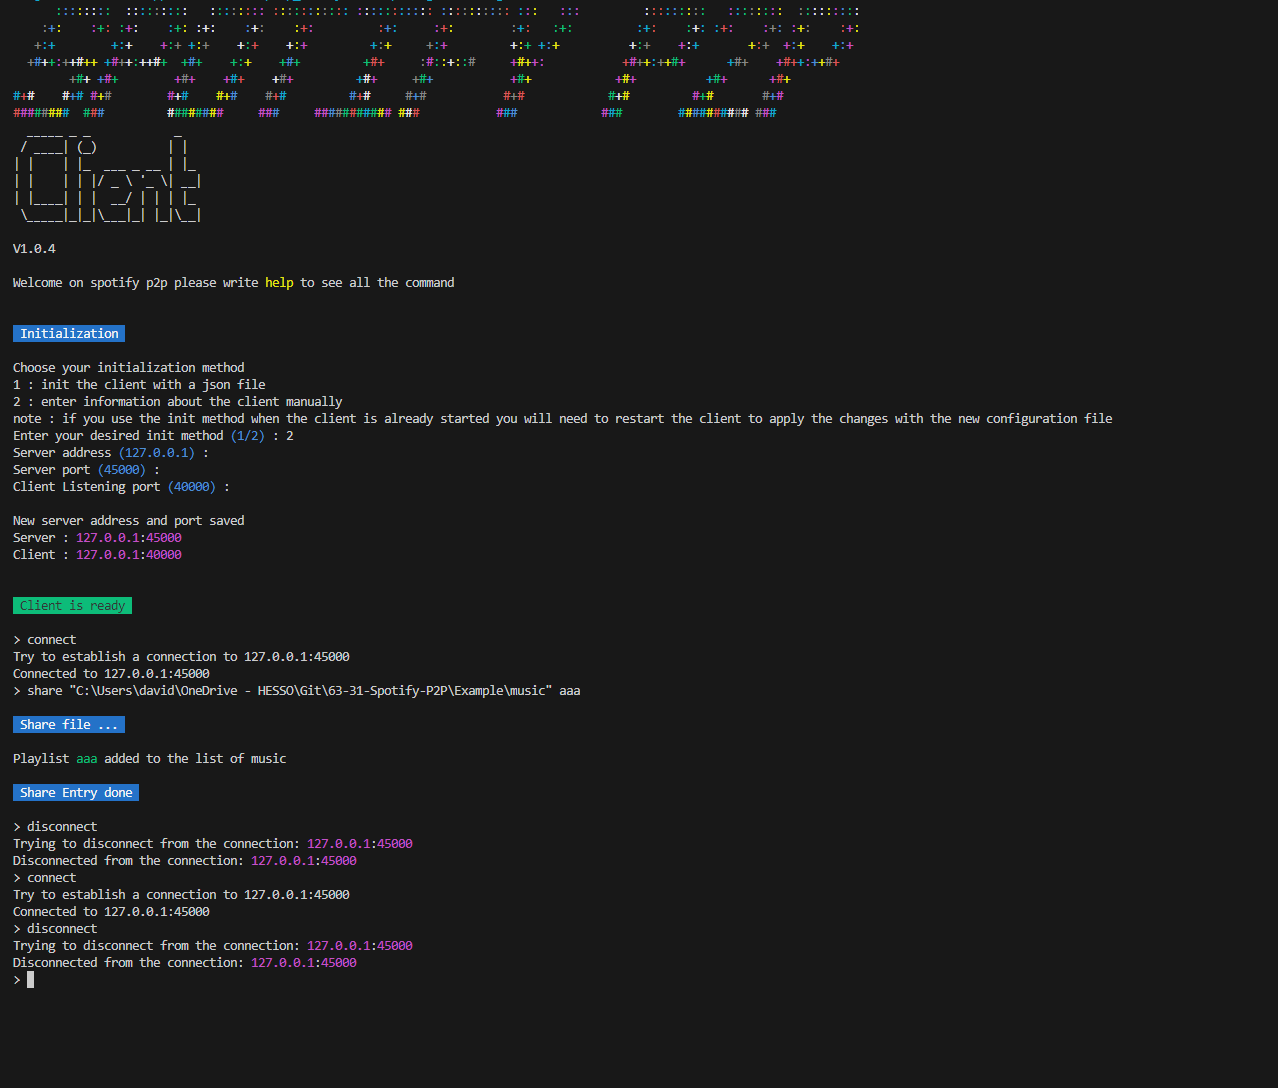 SPOTIFY P2P
Client
V1.0.4
Welcome on spotify p2p please write help to see all the command
Initialization
Choose your initialization method
1 : init the client with a json file
2 : enter information about the client manually
note : if you use the init method when the client is already started you will need to restart the client to apply the changes with the new configuration file
Enter your desired init method (1/2) : 2
Server address (127.0.0.1) :
Server port (45000) :
Client Listening port (40000) :
New server address and port saved
Server : 127.0.0.1:45000
Client : 127.0.0.1:40000
Client is ready
> connect
Try to establish a connection to 127.0.0.1:45000
Connected to 127.0.0.1:45000
> share "C:\Users\david\OneDrive - HESSO\Git\63-31-Spotify-P2P\Example\music" aaa
Share file ...
Playlist aaa added to the list of music
Share Entry done
> disconnect
Trying to disconnect from the connection: 127.0.0.1:45000
Disconnected from the connection: 127.0.0.1:45000
> connect
Try to establish a connection to 127.0.0.1:45000
Connected to 127.0.0.1:45000
> disconnect
Trying to disconnect from the connection: 127.0.0.1:45000
Disconnected from the connection: 127.0.0.1:45000
>